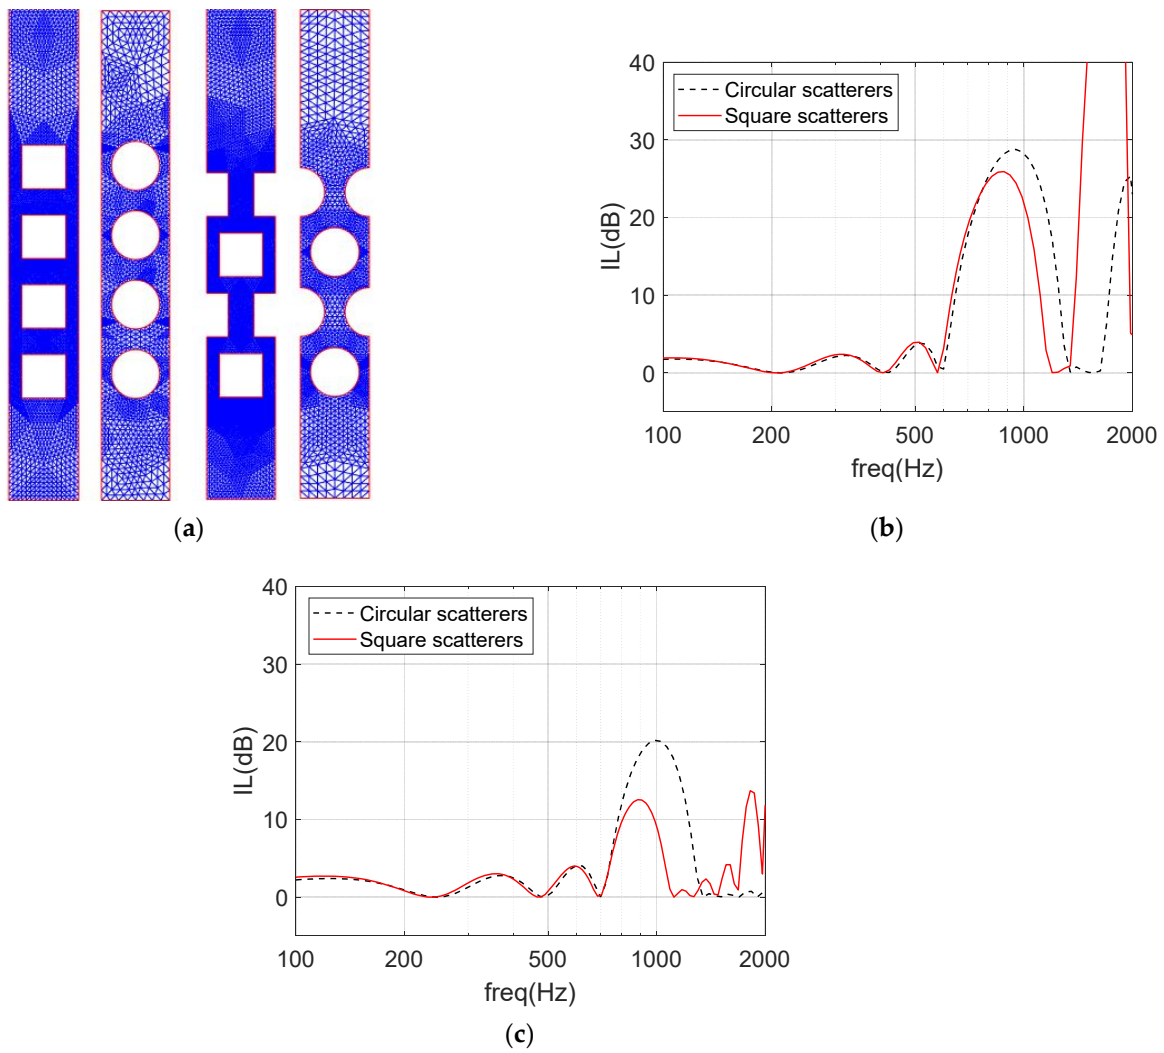 40
30
20
10
0
IL(dB)
Circular scatterers
Square scatterers
100
200
500
1000
2000
freq(Hz)
(a)
(b)
40
30
20
10
0
IL(dB)
Circular scatterers
Square scatterers
100
200
500
1000
2000
freq(Hz)
(c)